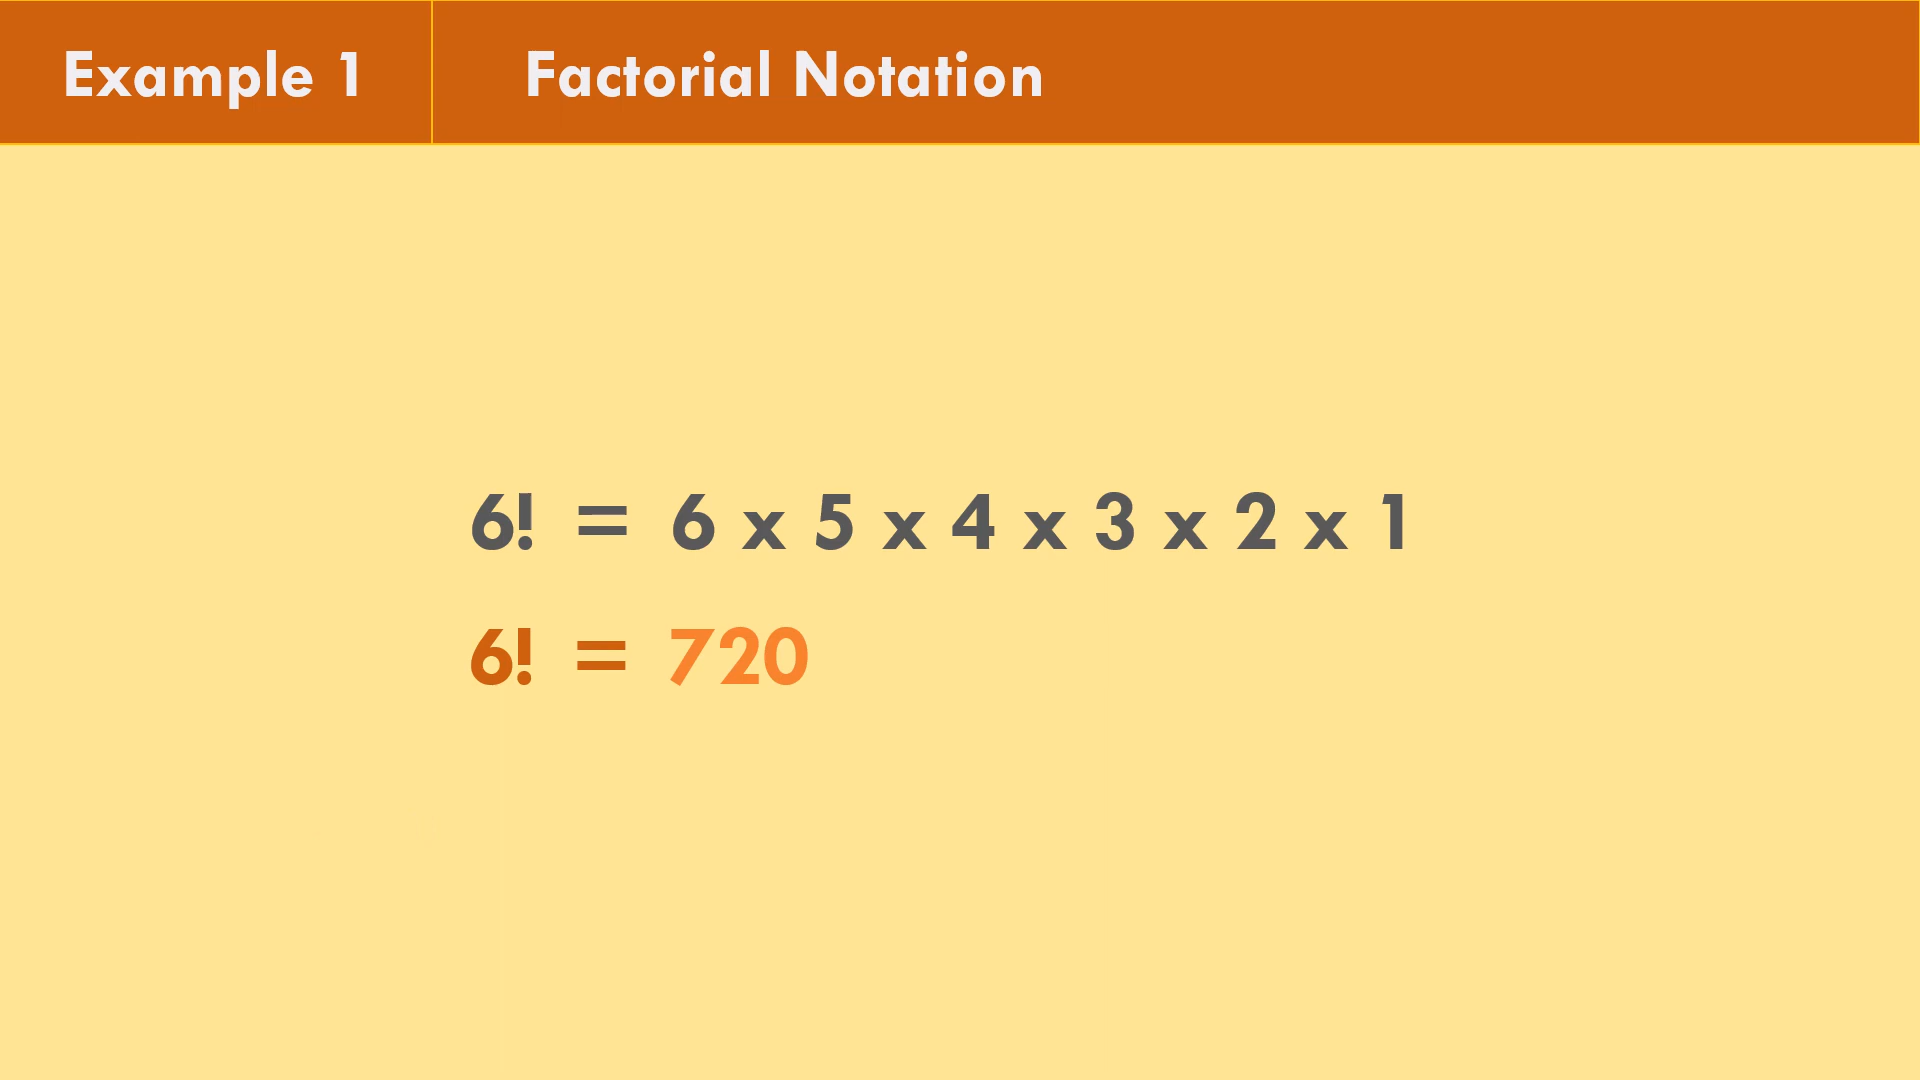 Example 1 Factorial Notation
6! = 6 x 5 x 4 x 3 x 2 x 1
6! = 720